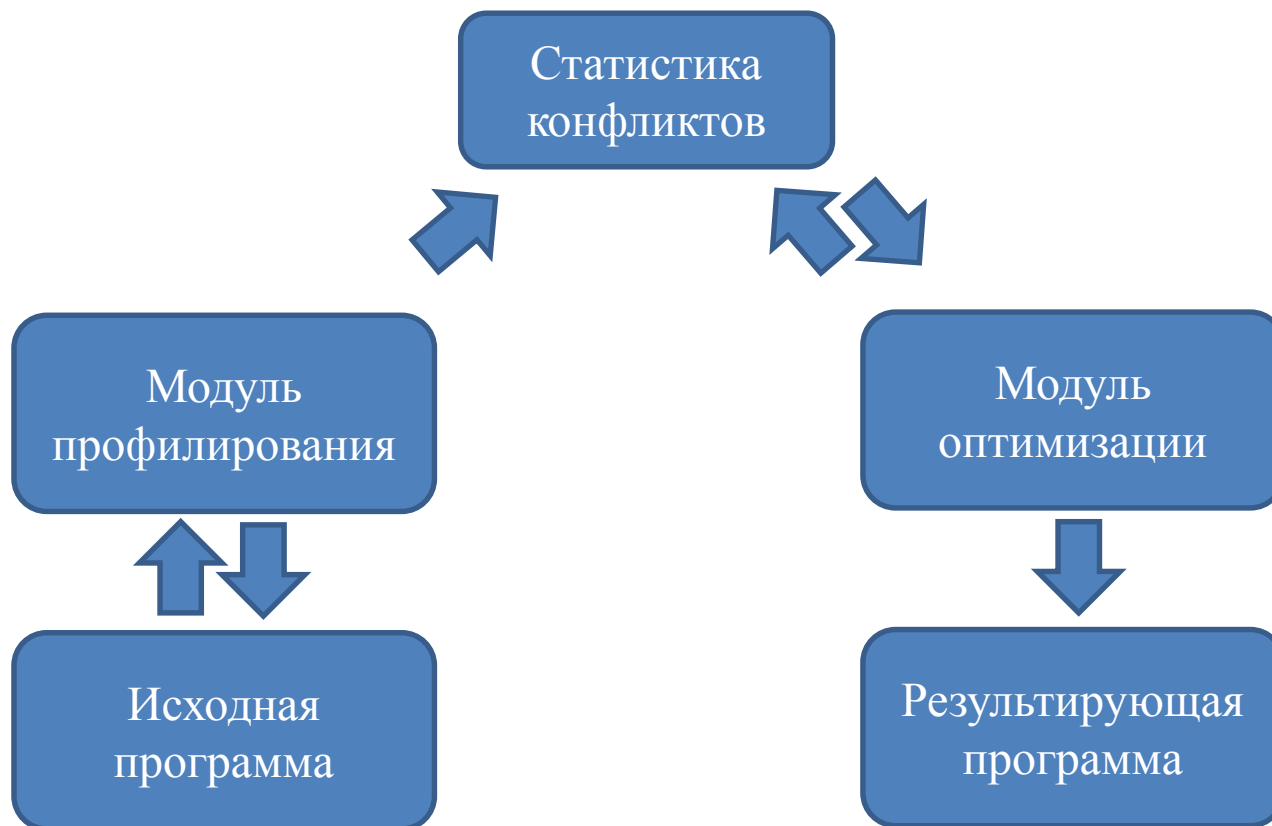 Статистика
конфликтов
Модуль
профилирования
Модуль
оптимизации
Исходная
программа
Результирующая
программа